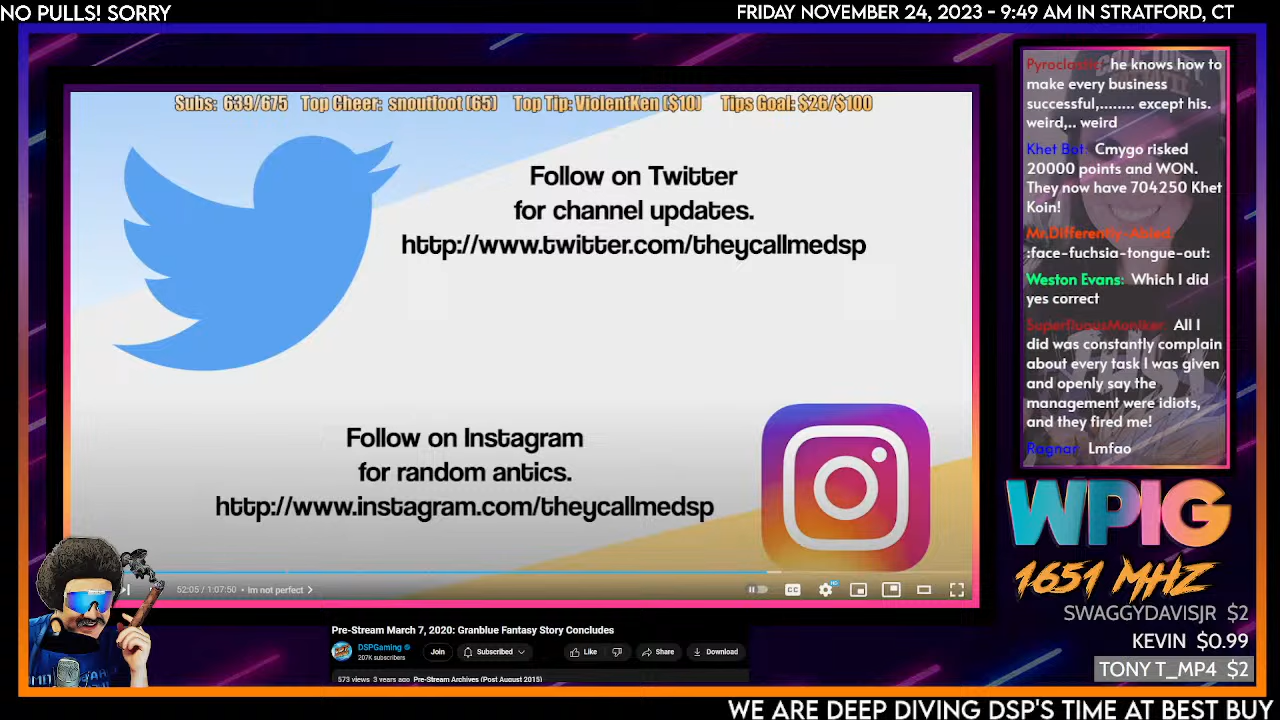 NO PULLS! SORRY
FRIDAY NOVEMBER 24, 2023 - 9:49 AM IN STRATFORD, CT
Subs: 639/675 Top Cheer: snoutfoot (65) Top Tip: ViolentKen ($10) Tips Goal: $26/$100
Follow on Twitter
for channel updates.
http://www.twitter.com/theycallmedsp
Follow on Instagram
for random antics.
http://www.instagram.com/theycallmedsp
52:05 / 1:07:50 • Im not perfect >
CC
HD
Pre-Stream March 7, 2020: Granblue Fantasy Story Concludes
DSPGaming
207K subscribers
Join
Subscribed
Like
Share
Download
573 views 3 years ago Pre-Stream Archives (Post August 2015)
he knows how to
make every business
successful,........ except his.
weird,.. weird
Khet Bot: Cmygo risked
20000 points and WON.
They now have 704250 Khet
Koin!
Mr.Differently-Abled:
:face-fuchsia-tongue-out:
Weston Evans: Which I did
yes correct
SuperfluousMoniker: All I
did was constantly complain
about every task I was given
and openly say the
management were idiots,
and they fired me!
Ragnar: Lmfao
WPIG
1651 MHZ
SWAGGYDAVISJR $2
KEVIN $0.99
TONY T_MP4 $2
WE ARE DEEP DIVING DSP'S TIME AT BEST BUY